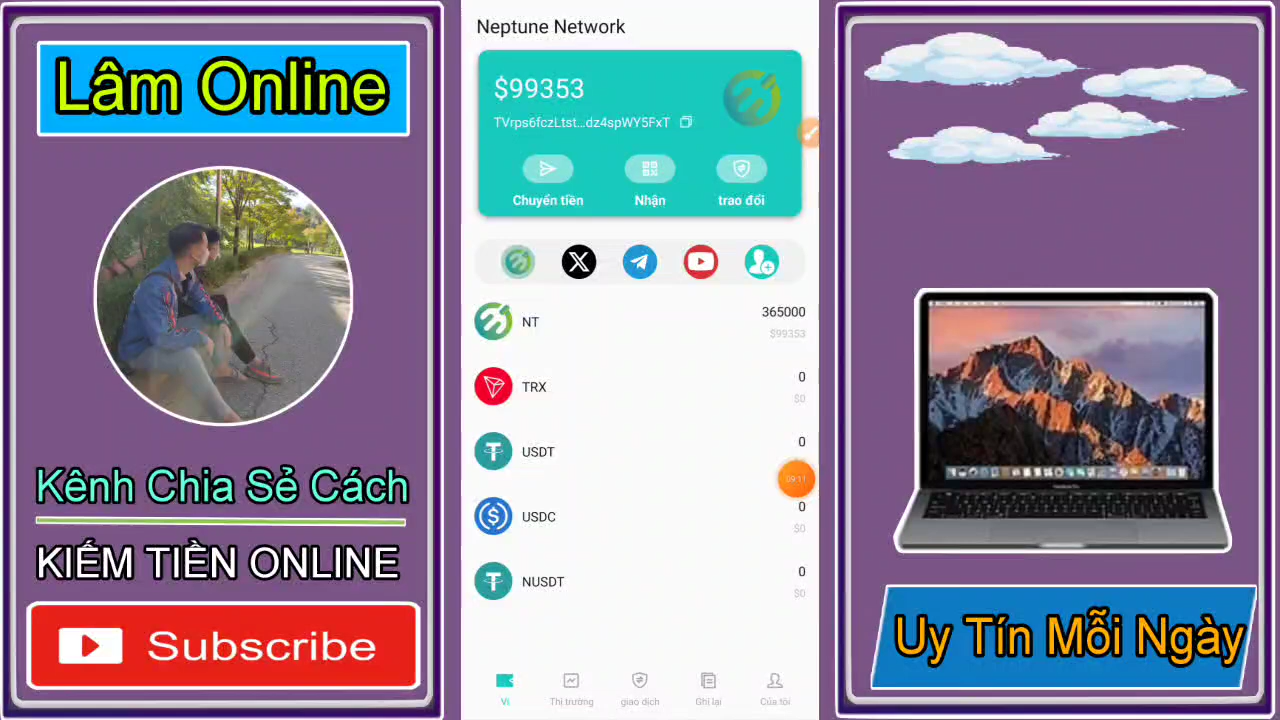 Lâm Online
Kênh Chia Sẻ Cách
KIẾM TIỀN ONLINE
Subscribe
Neptune Network
$99353
TVrps6fczLtst...dz4spWY5FxT
Chuyển tiền
Nhận
trao đổi
NT
365000
$99353
TRX
0
$0
USDT
0
09:11
USDC
0
$0
NUSDT
0
$0
Ví
Thị trường
giao dịch
Ghi lại
Của tôi
Uy Tín Mỗi Ngày